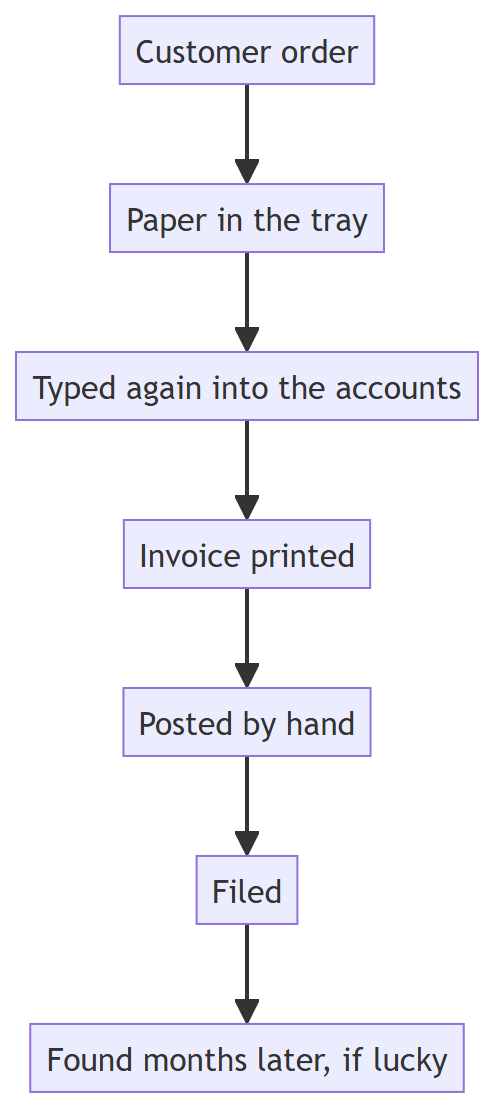 Customer order
Paper in the tray
Typed again into the accounts
Invoice printed
Posted by hand
Filed
Found months later, if lucky